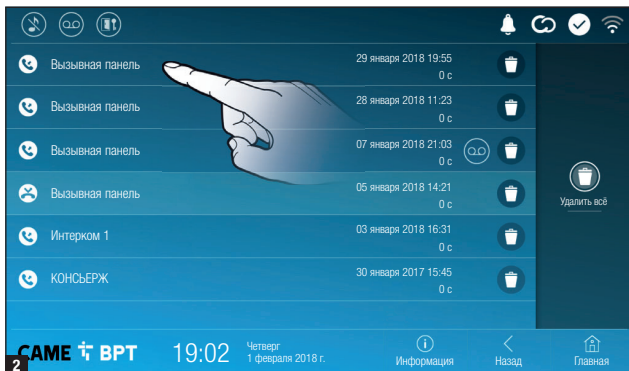 Вызывная панель
29 января 2018 19:55
0 с
Вызывная панель
28 января 2018 11:23
0 с
Вызывная панель
07 января 2018 21:03
0 с
Вызывная панель
05 января 2018 14:21
0 с
Интерком 1
03 января 2018 16:31
0 с
КОНСЬЕРЖ
30 января 2017 15:45
0 с
Удалить всё
CAME BPT
19:02
Четверг
1 февраля 2018 г.
Информация
Назад
Главная
2